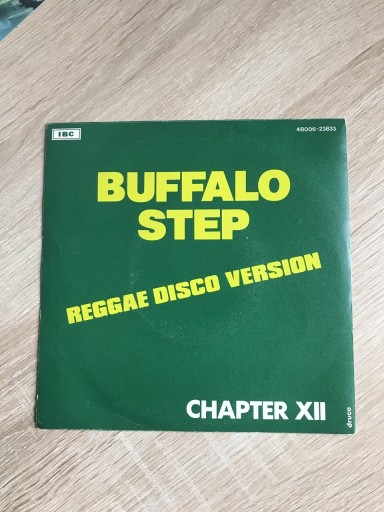 IBC
4B006-23833
BUFFALO
STEP
REGGAE DISCO VERSION
CHAPTER XII
druco